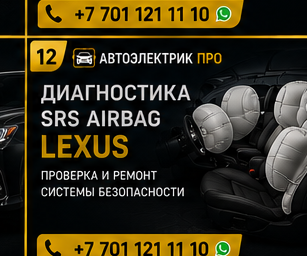 +7 701 121 11 10
12 АВТОЭЛЕКТРИК ПРО
ДИАГНОСТИКА
SRS AIRBAG
LEXUS
ПРОВЕРКА И РЕМОНТ
СИСТЕМЫ БЕЗОПАСНОСТИ
+7 701 121 11 10